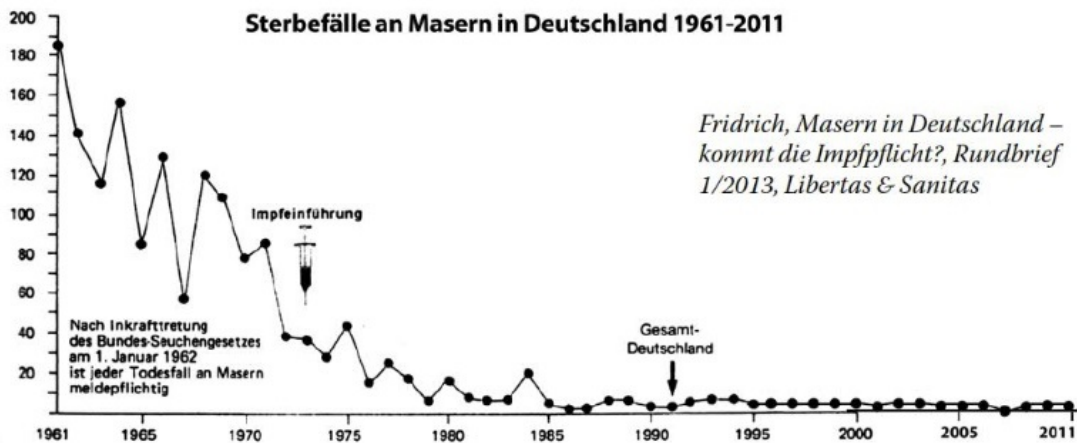 Sterbefälle an Masern in Deutschland 1961-2011
200
180
160
140
120
100
80
60
40
20
Fridrich, Masern in Deutschland –
kommt die Impfpflicht?, Rundbrief
1/2013, Libertas & Sanitas
Impfeinführung
Nach Inkrafttretung
des Bundes-Seuchengesetzes
am 1. Januar 1962
ist jeder Todesfall an Masern
meldepflichtig
Gesamt-
Deutschland
1961 1965 1970 1975 1980 1985 1990 1995 2000 2005 2011